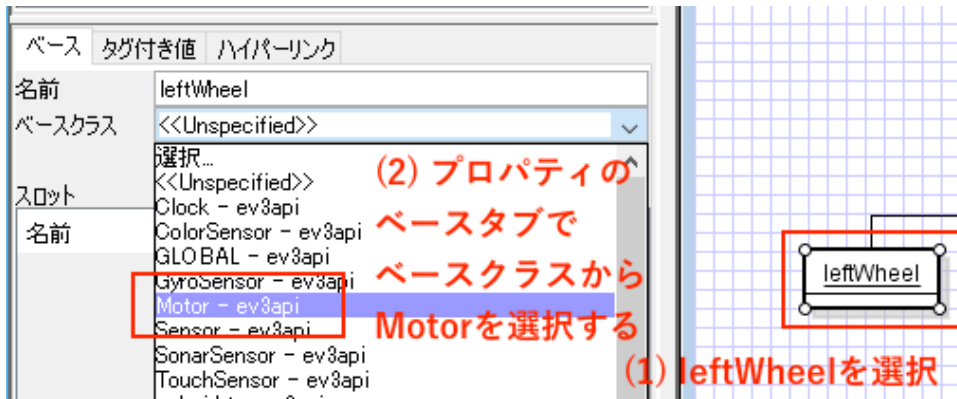 ベース タグ付き値 ハイパーリンク
名前 leftWheel
ベースクラス <<Unspecified>>
選択...
<<Unspecified>>
Clock - ev3api
ColorSensor - ev3api
GLOBAL - ev3api
GyroSensor - ev3api
Motor - ev3api
Sensor - ev3api
SonarSensor - ev3api
TouchSensor - ev3api
スロット
名前
(2) プロパティの
ベースタブで
ベースクラスから
Motorを選択する
leftWheel
(1) leftWheelを選択